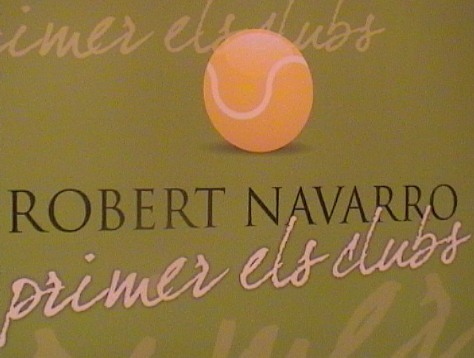 primer els clubs
ROBERT NAVARRO
primer els clubs